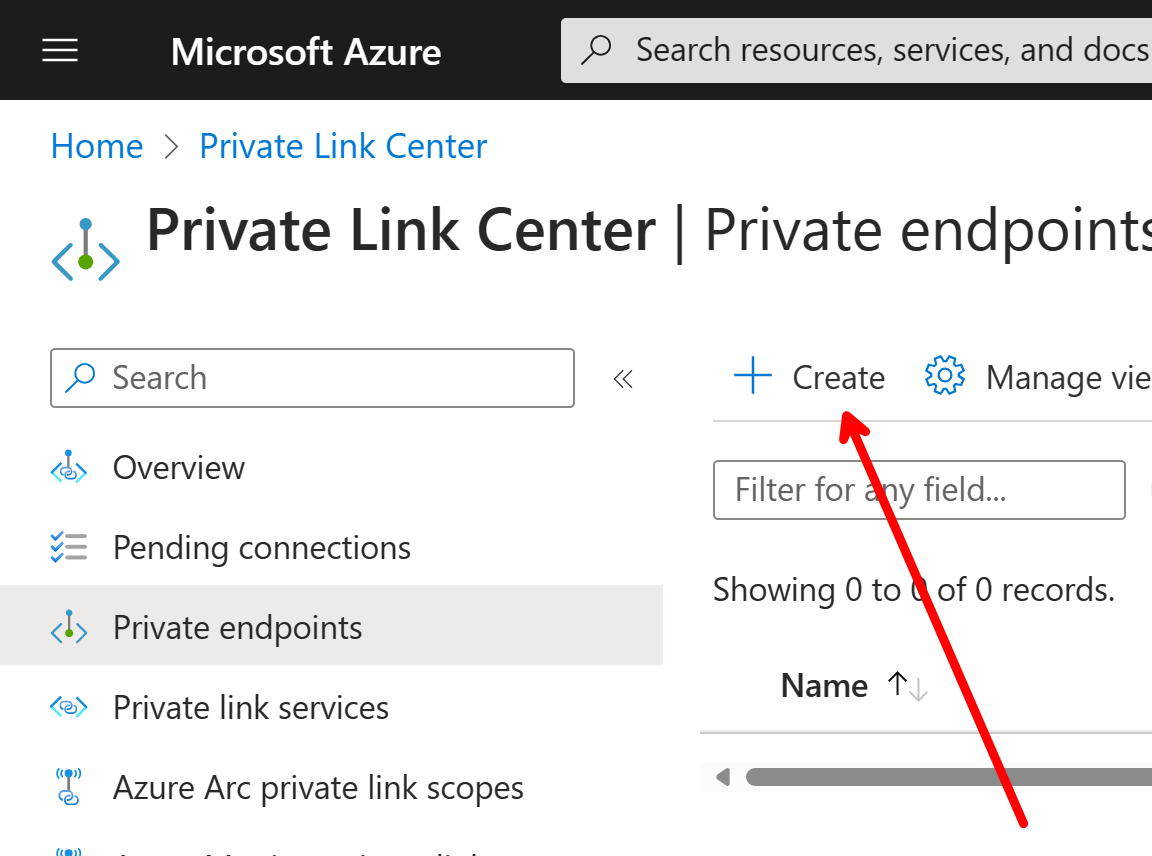 Microsoft Azure
Search resources, services, and docs
Home > Private Link Center
Private Link Center | Private endpoints
Search
«
Create
Manage vie
Overview
Filter for any field...
Pending connections
Showing 0 to 0 of 0 records.
Private endpoints
Name ↑↓
Private link services
Azure Arc private link scopes